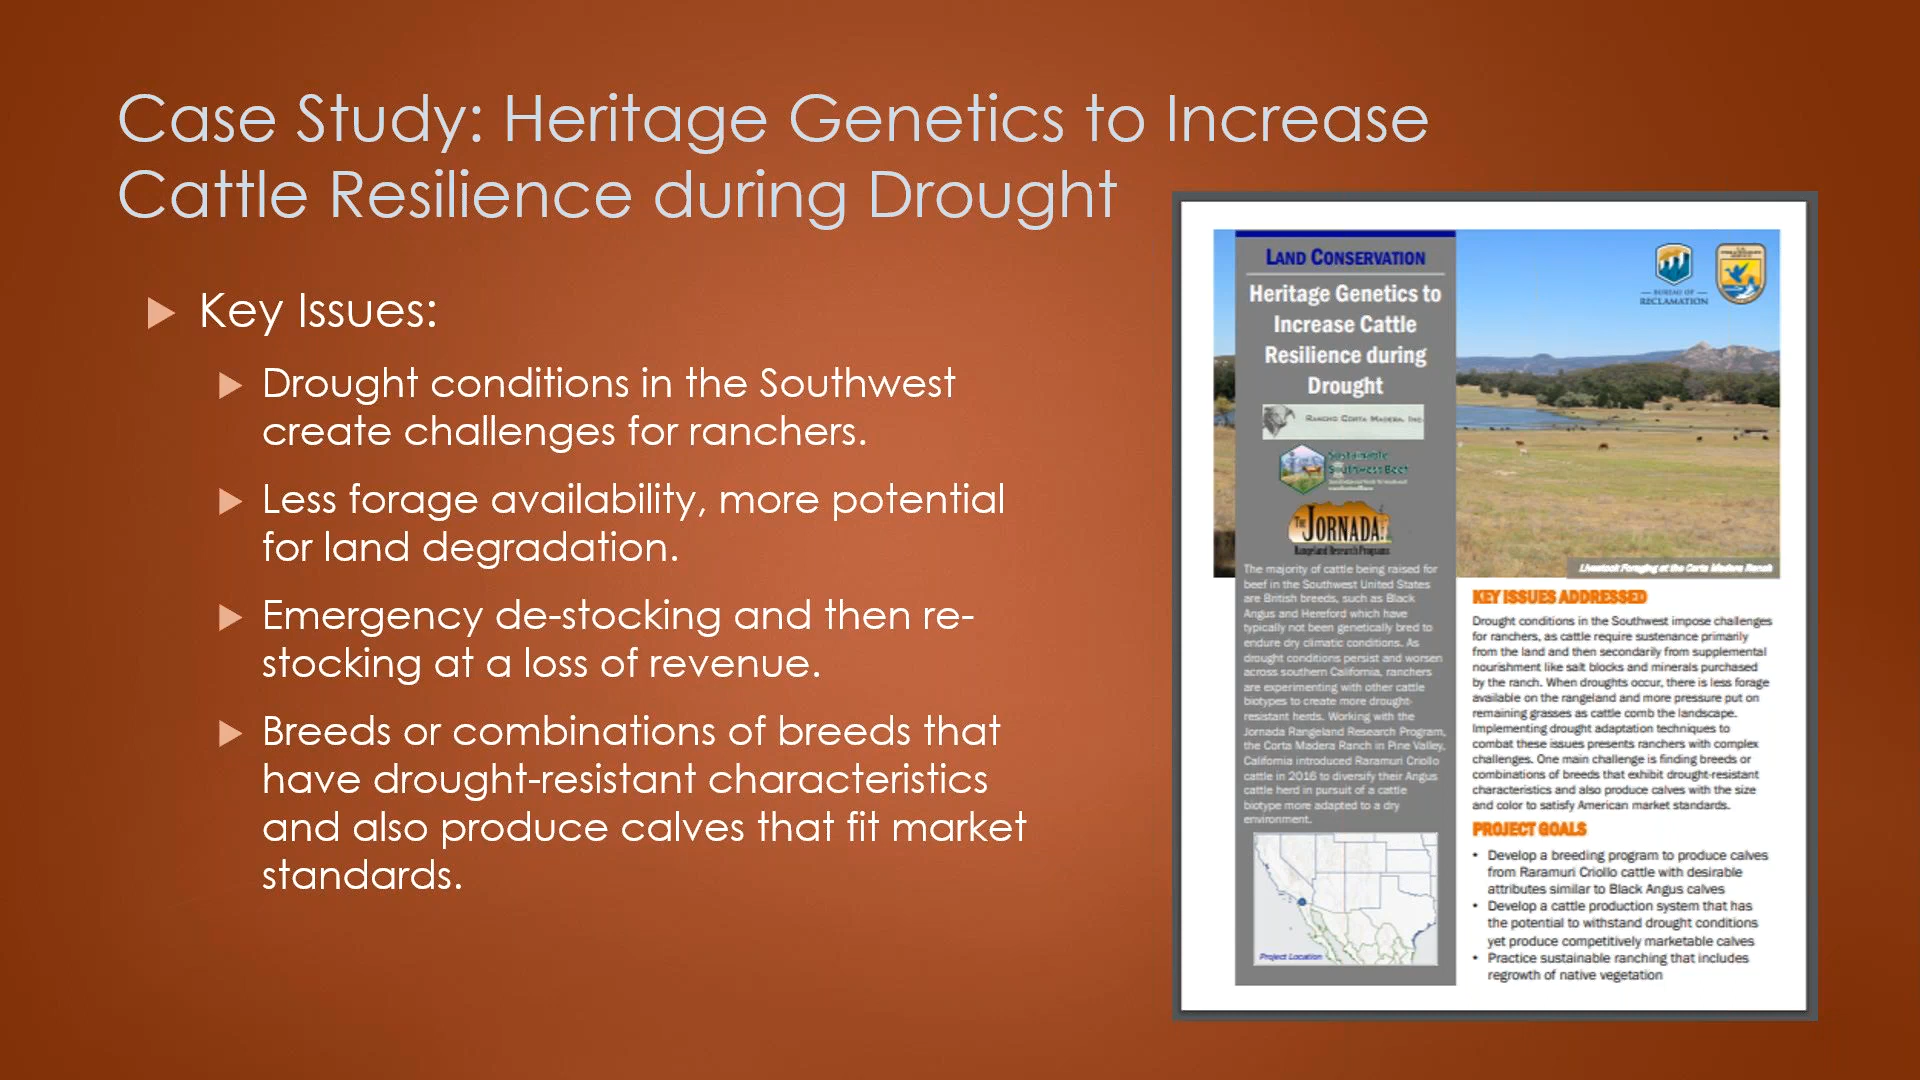 Case Study: Heritage Genetics to Increase
Cattle Resilience during Drought
Key Issues:
Drought conditions in the Southwest
create challenges for ranchers.
Less forage availability, more potential
for land degradation.
Emergency de-stocking and then re-
stocking at a loss of revenue.
Breeds or combinations of breeds that
have drought-resistant characteristics
and also produce calves that fit market
standards.
LAND CONSERVATION
Heritage Genetics to
Increase Cattle
Resilience during
Drought
RANCHO CORTA MADERA, INC.
Sustainable
Southwest Beef
THE JORNADA
Rangeland Research Programs
The majority of cattle being raised for
beef in the Southwest United States
are British breeds, such as Black
Angus and Hereford which have
typically not been genetically bred to
endure dry climatic conditions. As
drought conditions persist and worsen
across southern California, ranchers
are experimenting with other cattle
biotypes to create more drought-
resistant herds. Working with the
Jornada Rangeland Research Program,
the Corta Madera Ranch in Pine Valley,
California introduced Raramuri Criollo
cattle in 2016 to diversify their Angus
cattle herd in pursuit of a cattle
biotype more adapted to a dry
environment.
Project Location
BUREAU OF
RECLAMATION
Livestock Foraging at the Corta Madera Ranch
KEY ISSUES ADDRESSED
Drought conditions in the Southwest impose challenges
for ranchers, as cattle require sustenance primarily
from the land and then secondarily from supplemental
nourishment like salt blocks and minerals purchased
by the ranch. When droughts occur, there is less forage
available on the rangeland and more pressure put on
remaining grasses as cattle comb the landscape.
Implementing drought adaptation techniques to
combat these issues presents ranchers with complex
challenges. One main challenge is finding breeds or
combinations of breeds that exhibit drought-resistant
characteristics and also produce calves with the size
and color to satisfy American market standards.
PROJECT GOALS
• Develop a breeding program to produce calves
from Raramuri Criollo cattle with desirable
attributes similar to Black Angus calves
• Develop a cattle production system that has
the potential to withstand drought conditions
yet produce competitively marketable calves
• Practice sustainable ranching that includes
regrowth of native vegetation